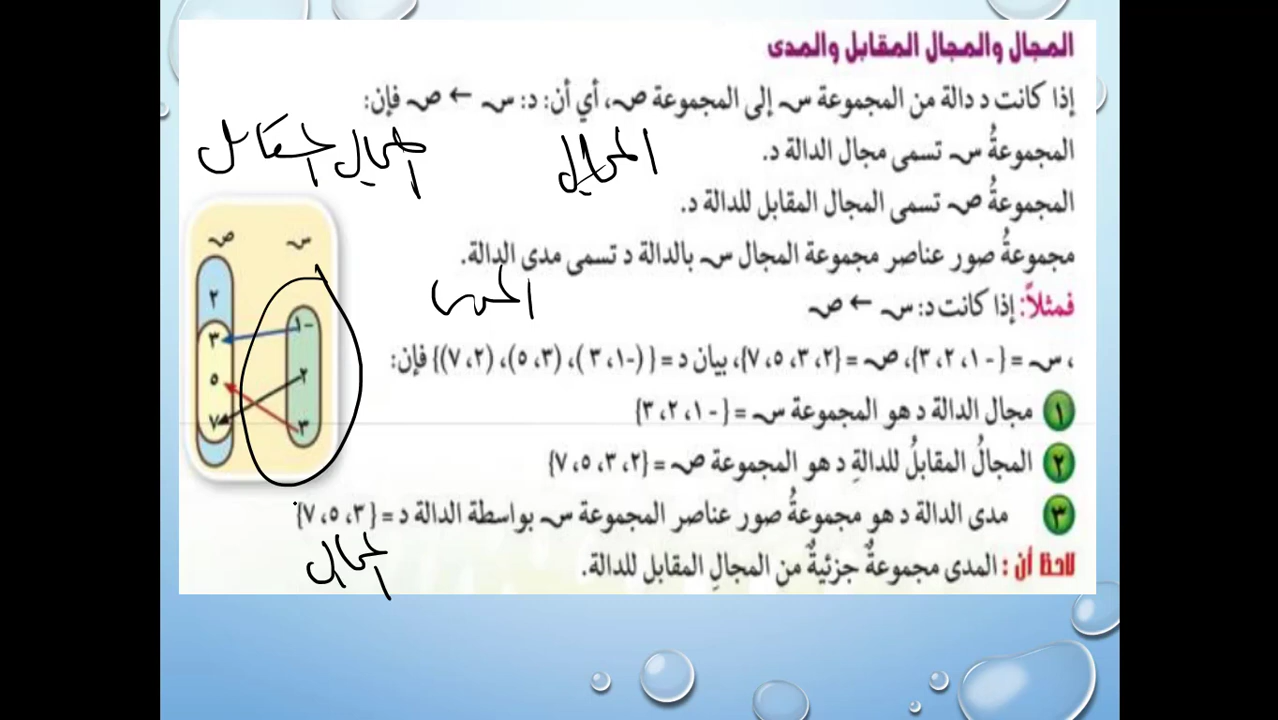 المجال والمجال المقابل والمدى
إذا كانت د دالة من المجموعة س إلى المجموعة ص، أي أن: د: س ← ص فإن:
المجموعةُ س تسمى مجال الدالة د.
المجال
المجال المقابل
المجموعةُ ص تسمى المجال المقابل للدالة د.
مجموعةُ صور عناصر مجموعة المجال س بالدالة د تسمى مدى الدالة.
المدى
فمثلاً: إذا كانت د: س ← ص
، س = {-١، ٢، ٣}، ص = {٢، ٣، ٥، ٧}، بيان د = {(-١، ٣)، (٣، ٥)، (٢، ٧)} فإن:
١ مجال الدالة د هو المجموعة س = {-١، ٢، ٣}
٢ المجالُ المقابلُ للدالةِ د هو المجموعة ص = {٢، ٣، ٥، ٧}
٣ مدى الدالة د هو مجموعةُ صور عناصر المجموعة س بواسطة الدالة د = {٣، ٥، ٧}
لاحظ أن: المدى مجموعةٌ جزئيةٌ من المجالِ المقابل للدالة.
المجال
س ص
٢
-١ ٣
٢ ٥
٣ ٧